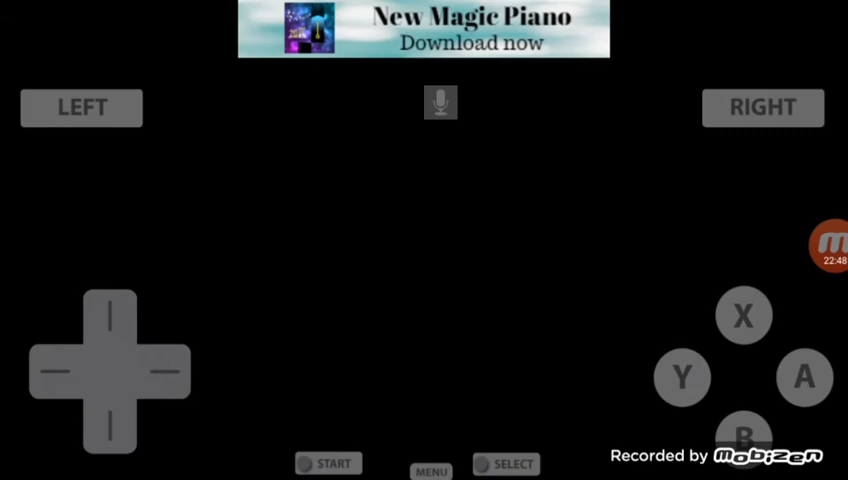 New Magic Piano
Download now
LEFT
RIGHT
22:48
X
Y
A
B
Recorded by
mobizen
START
SELECT
MENU